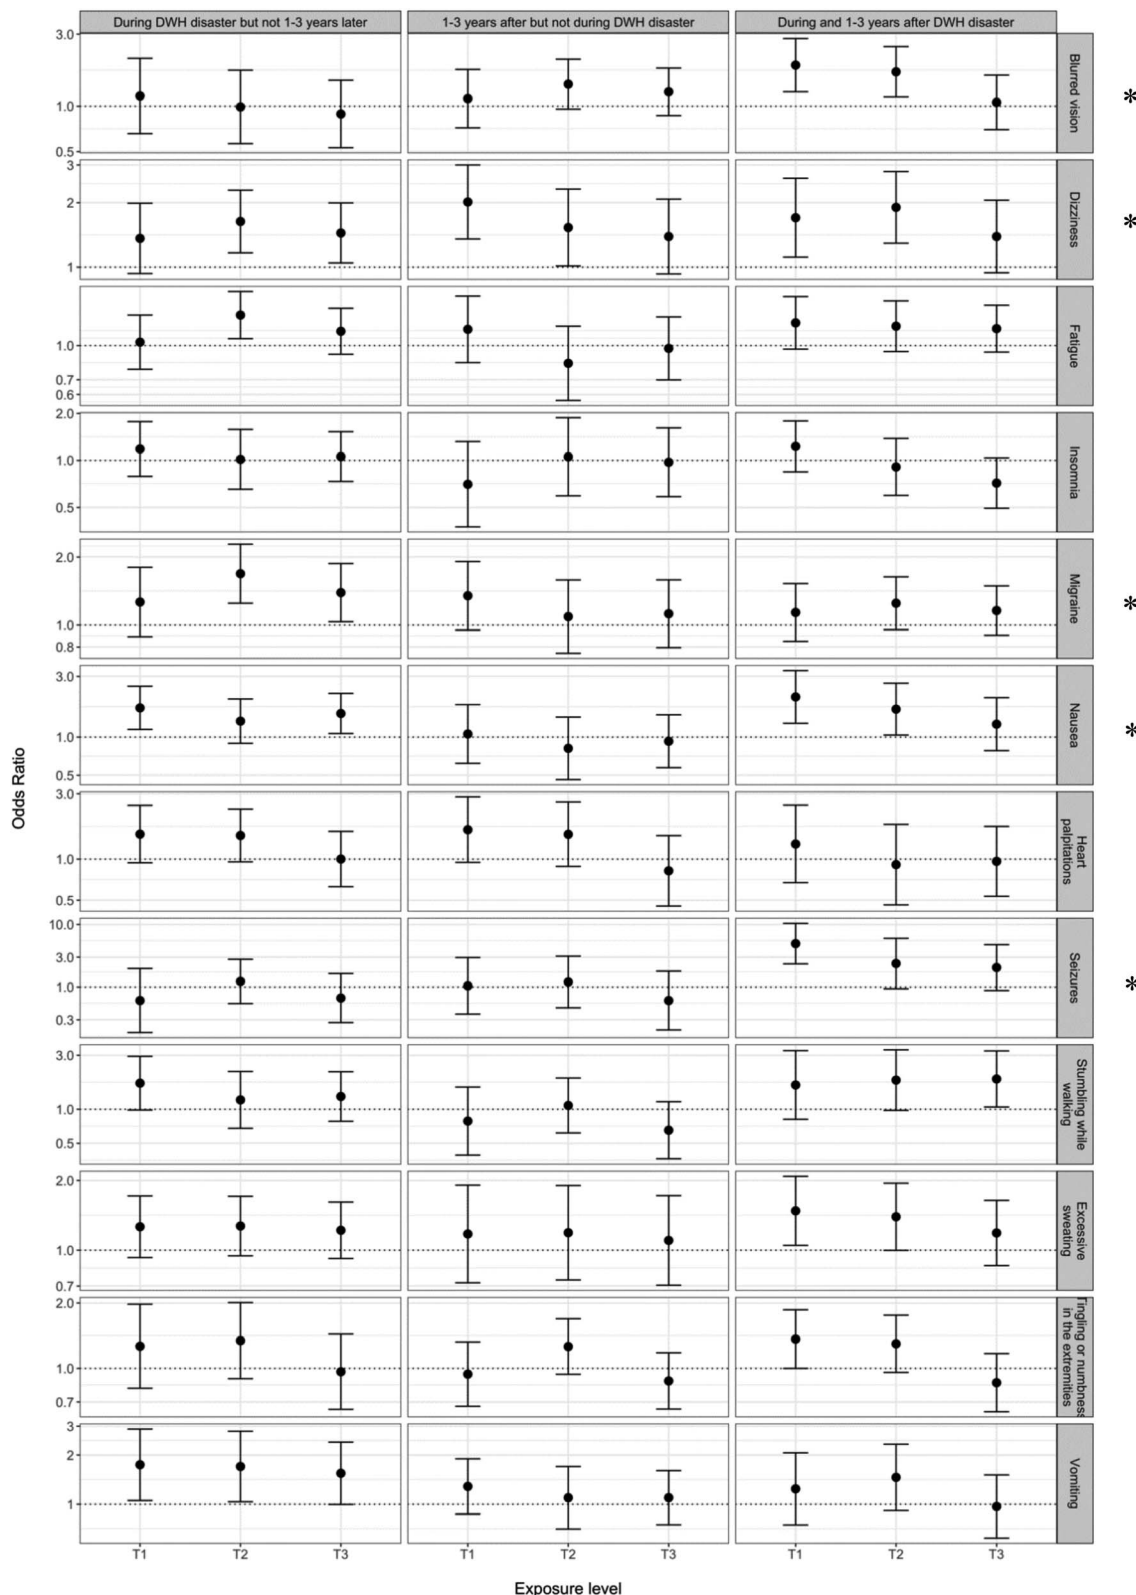 During DWH disaster but not 1-3 years later
1-3 years after but not during DWH disaster
During and 1-3 years after DWH disaster
3.0
1.0
0.5
Blurred vision
*
3
2
1
Dizziness
*
1.0
0.7
0.6
Fatigue
2.0
1.0
0.5
Insomnia
2.0
1.0
0.8
Migraine
*
3.0
1.0
0.5
Nausea
*
3.0
1.0
0.5
Heart
palpitations
10.0
3.0
1.0
0.3
Seizures
*
3.0
1.0
0.5
Stumbling while
walking
2.0
1.0
0.7
Excessive
sweating
2.0
1.0
0.7
Tingling or numbness
in the extremities
3
2
1
Vomiting
Odds Ratio
T1 T2 T3
T1 T2 T3
T1 T2 T3
Exposure level